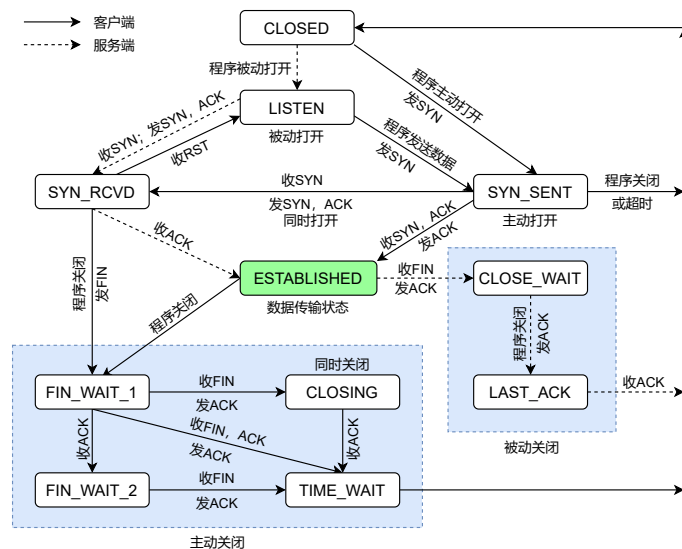 客户端
服务端
CLOSED
程序被动打开
程序主动打开
发SYN
LISTEN
被动打开
收SYN；发SYN，ACK
收RST
程序发送数据
发SYN
SYN_RCVD
收SYN
发SYN，ACK
同时打开
SYN_SENT
主动打开
程序关闭
或超时
收SYN，ACK
发ACK
收ACK
程序关闭
发FIN
ESTABLISHED
数据传输状态
收FIN
发ACK
CLOSE_WAIT
程序关闭
发ACK
LAST_ACK
收ACK
被动关闭
程序关闭
同时关闭
FIN_WAIT_1
收FIN
发ACK
CLOSING
收ACK
收FIN，ACK
发ACK
收ACK
FIN_WAIT_2
收FIN
发ACK
TIME_WAIT
主动关闭